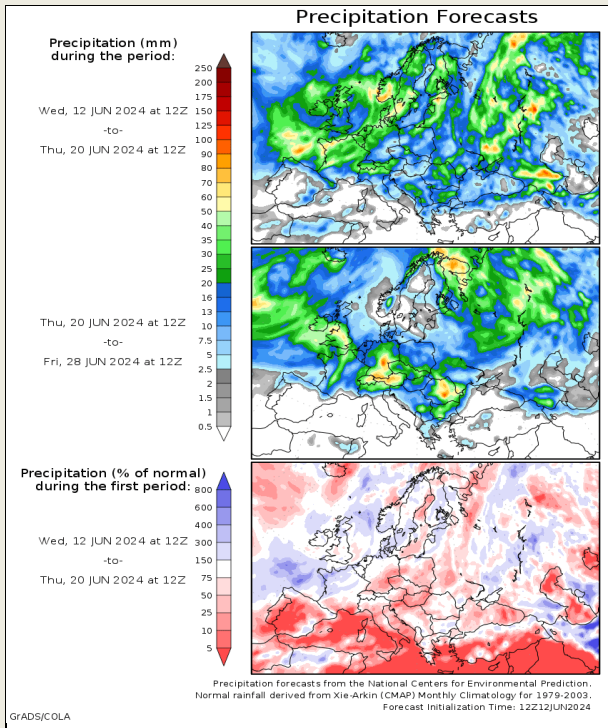 Precipitation Forecasts
Precipitation (mm)
during the period:
250
200
175
150
125
100
90
80
70
60
50
40
35
30
25
20
16
13
10
7.5
5
2.5
2
1.5
1
0.5
Wed, 12 JUN 2024 at 12Z
-to-
Thu, 20 JUN 2024 at 12Z
Thu, 20 JUN 2024 at 12Z
-to-
Fri, 28 JUN 2024 at 12Z
Precipitation (% of normal)
during the first period:
800
600
400
300
150
75
50
25
10
5
Wed, 12 JUN 2024 at 12Z
-to-
Thu, 20 JUN 2024 at 12Z
Precipitation forecasts from the National Centers for Environmental Prediction.
Normal rainfall derived from Xie-Arkin (CMAP) Monthly Climatology for 1979-2003.
Forecast Initialization Time: 12Z12JUN2024
GrADS/COLA